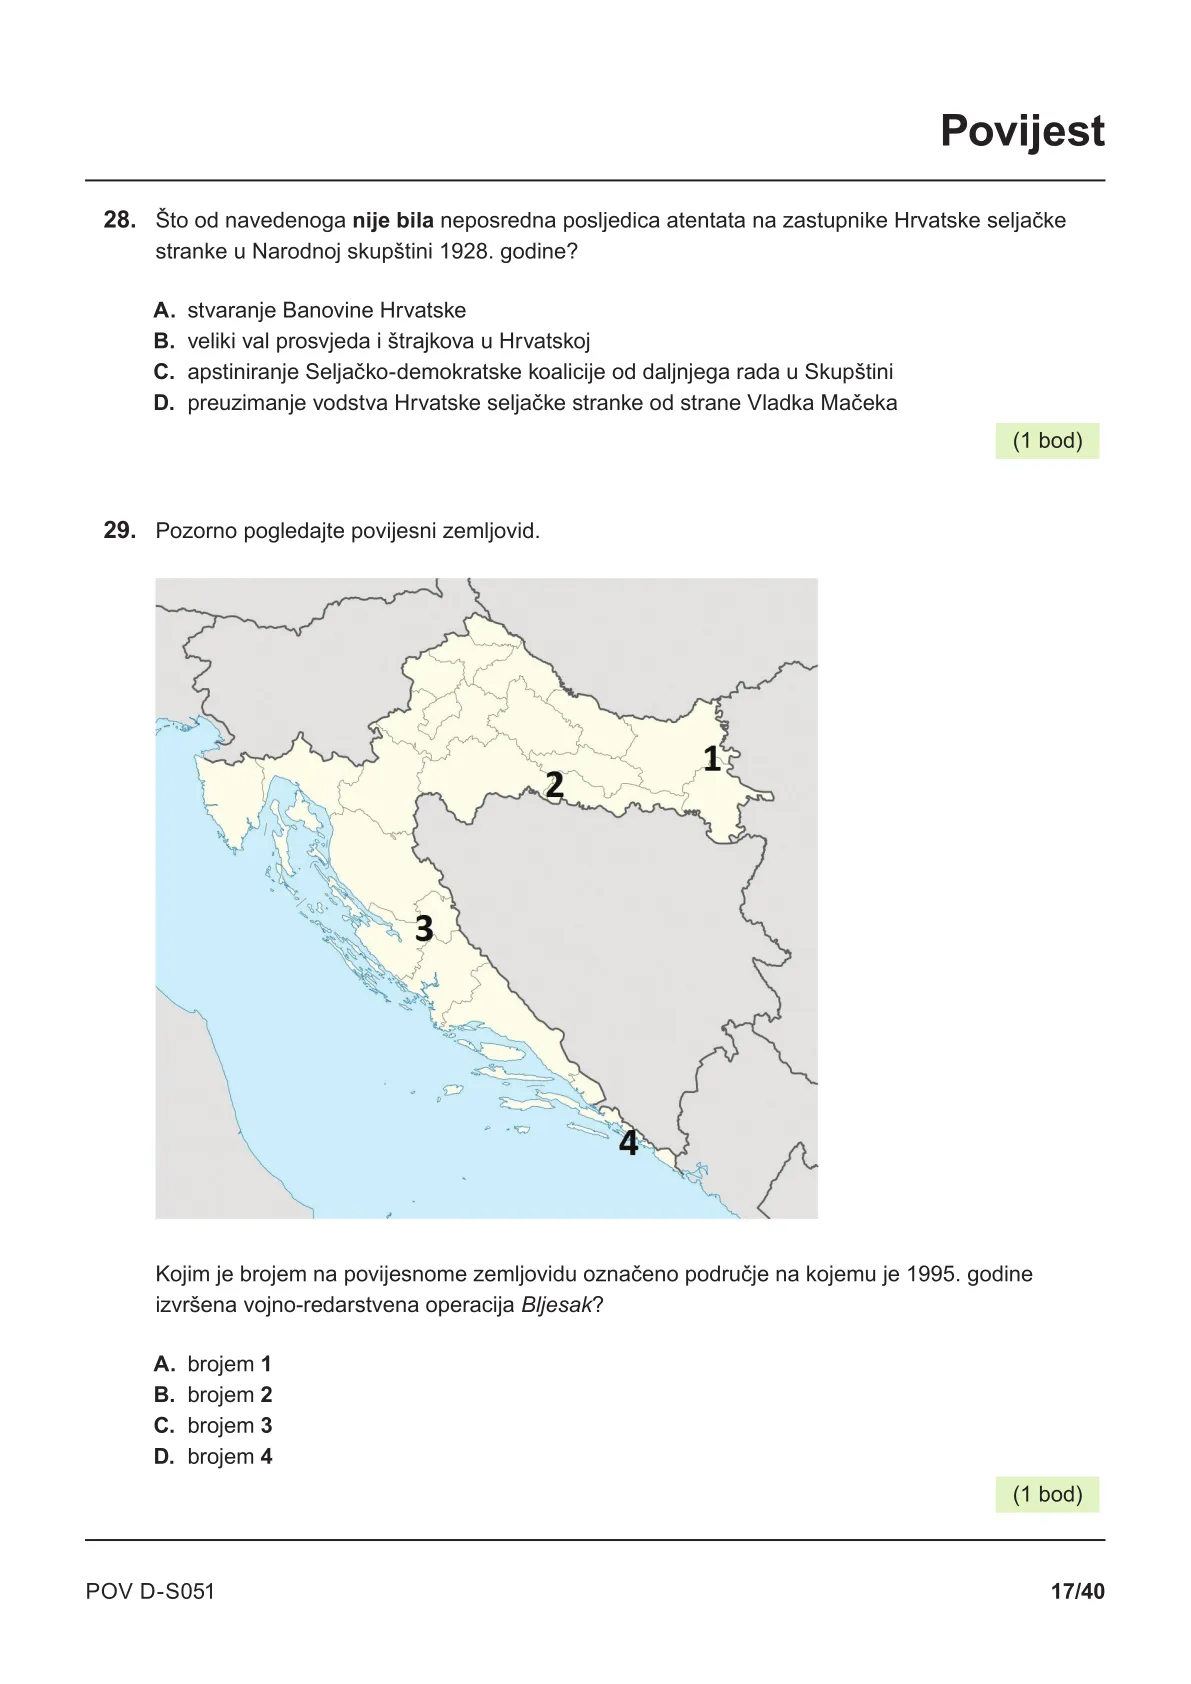 Povijest
28. Što od navedenoga nije bila neposredna posljedica atentata na zastupnike Hrvatske seljačke
stranke u Narodnoj skupštini 1928. godine?
A. stvaranje Banovine Hrvatske
B. veliki val prosvjeda i štrajkova u Hrvatskoj
C. apstiniranje Seljačko-demokratske koalicije od daljnjega rada u Skupštini
D. preuzimanje vodstva Hrvatske seljačke stranke od strane Vladka Mačeka
(1 bod)
29. Pozorno pogledajte povijesni zemljovid.
1
2
3
4
Kojim je brojem na povijesnome zemljovidu označeno područje na kojemu je 1995. godine
izvršena vojno-redarstvena operacija Bljesak?
A. brojem 1
B. brojem 2
C. brojem 3
D. brojem 4
(1 bod)
POV D-S051
17/40